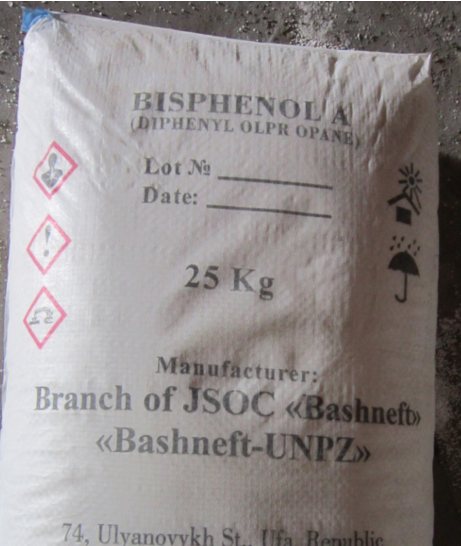 BISPHENOL A
(DIPHENYL OLPR OPANE)
Lot №
Date:
25 Kg
Manufacturer:
Branch of JSOC «Bashneft»
«Bashneft-UNPZ»
74, Ulyanovykh St., Ufa, Republic